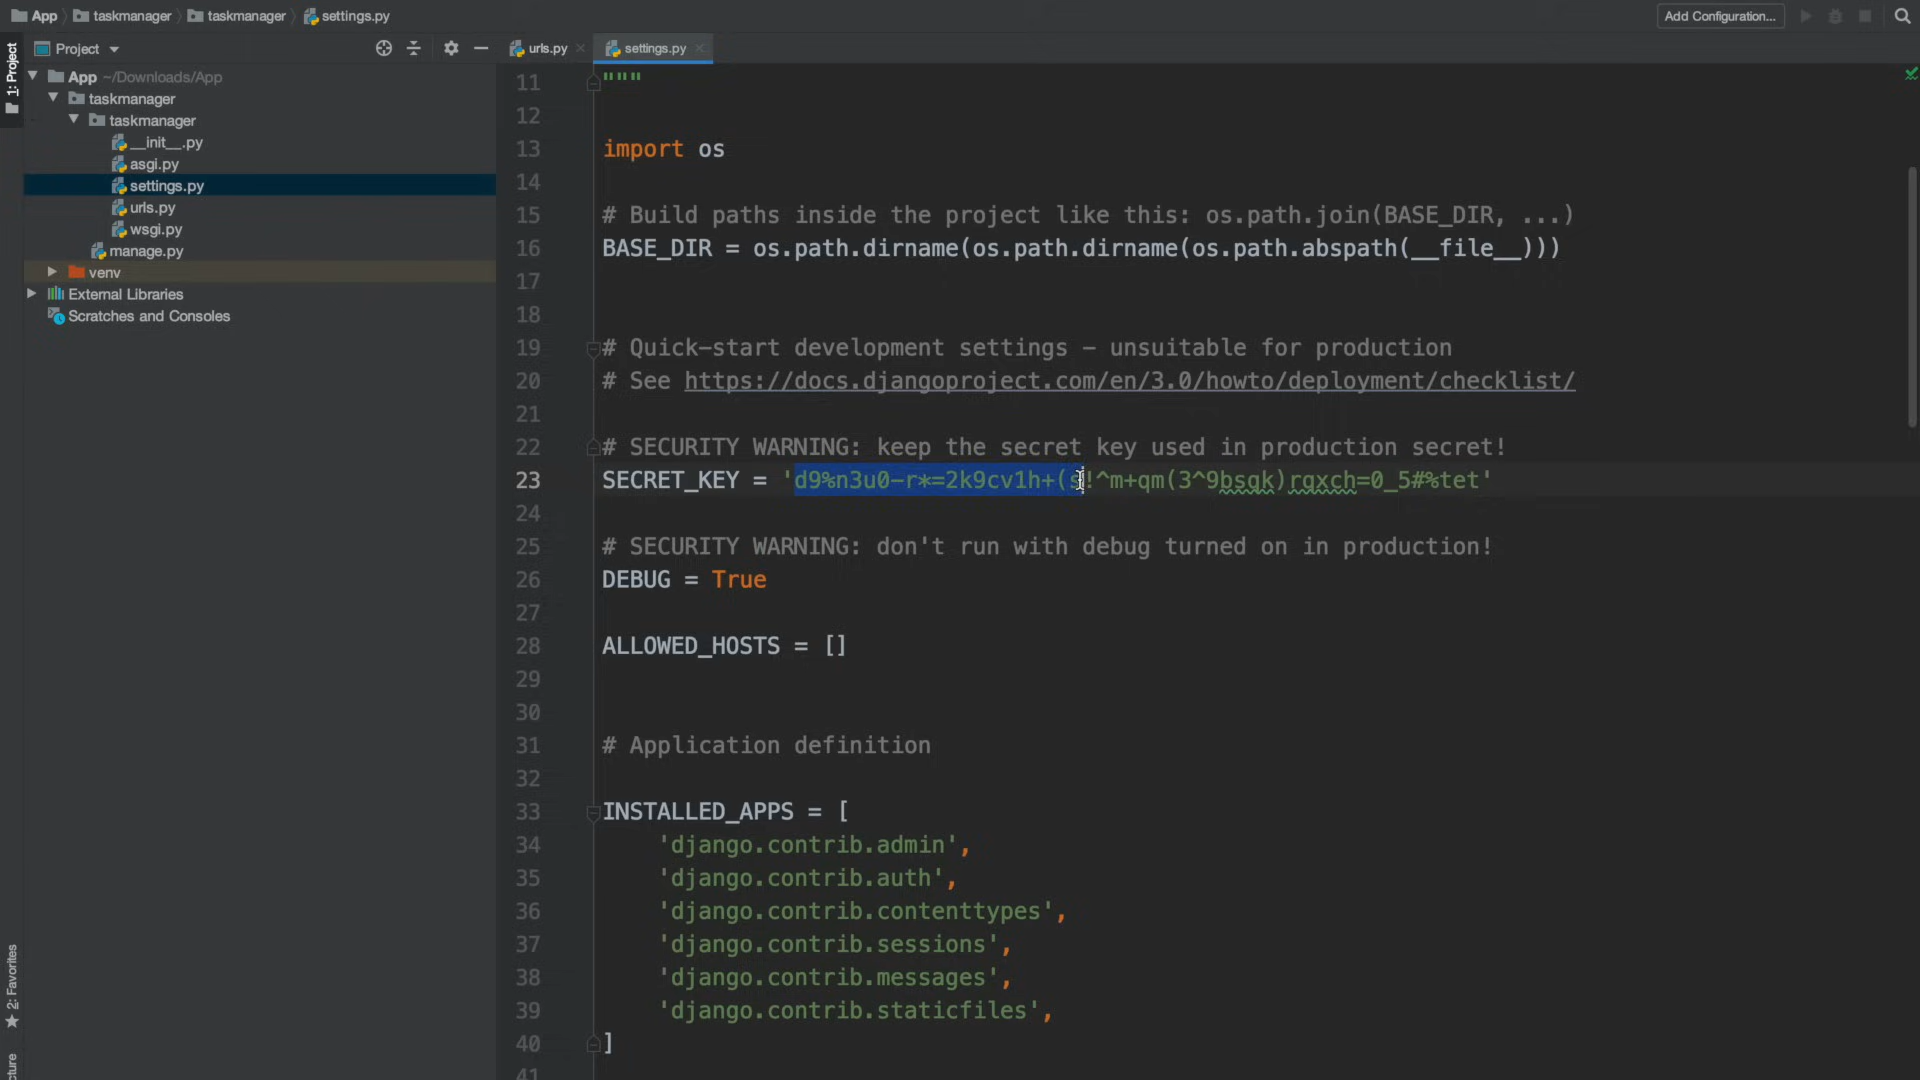 App
taskmanager
taskmanager
settings.py
Add Configuration...
1: Project
Project
urls.py
settings.py
App ~/Downloads/App
taskmanager
taskmanager
__init__.py
asgi.py
settings.py
urls.py
wsgi.py
manage.py
venv
External Libraries
Scratches and Consoles
2: Favorites
11 """
12
13 import os
14
15 # Build paths inside the project like this: os.path.join(BASE_DIR, ...)
16 BASE_DIR = os.path.dirname(os.path.dirname(os.path.abspath(__file__)))
17
18
19 # Quick-start development settings - unsuitable for production
20 # See https://docs.djangoproject.com/en/3.0/howto/deployment/checklist/
21
22 # SECURITY WARNING: keep the secret key used in production secret!
23 SECRET_KEY = 'd9%n3u0-r*=2k9cv1h+(s!^m+qm(3^9bsqk)rqxch=0_5#%tet'
24
25 # SECURITY WARNING: don't run with debug turned on in production!
26 DEBUG = True
27
28 ALLOWED_HOSTS = []
29
30
31 # Application definition
32
33 INSTALLED_APPS = [
34 'django.contrib.admin',
35 'django.contrib.auth',
36 'django.contrib.contenttypes',
37 'django.contrib.sessions',
38 'django.contrib.messages',
39 'django.contrib.staticfiles',
40 ]
41